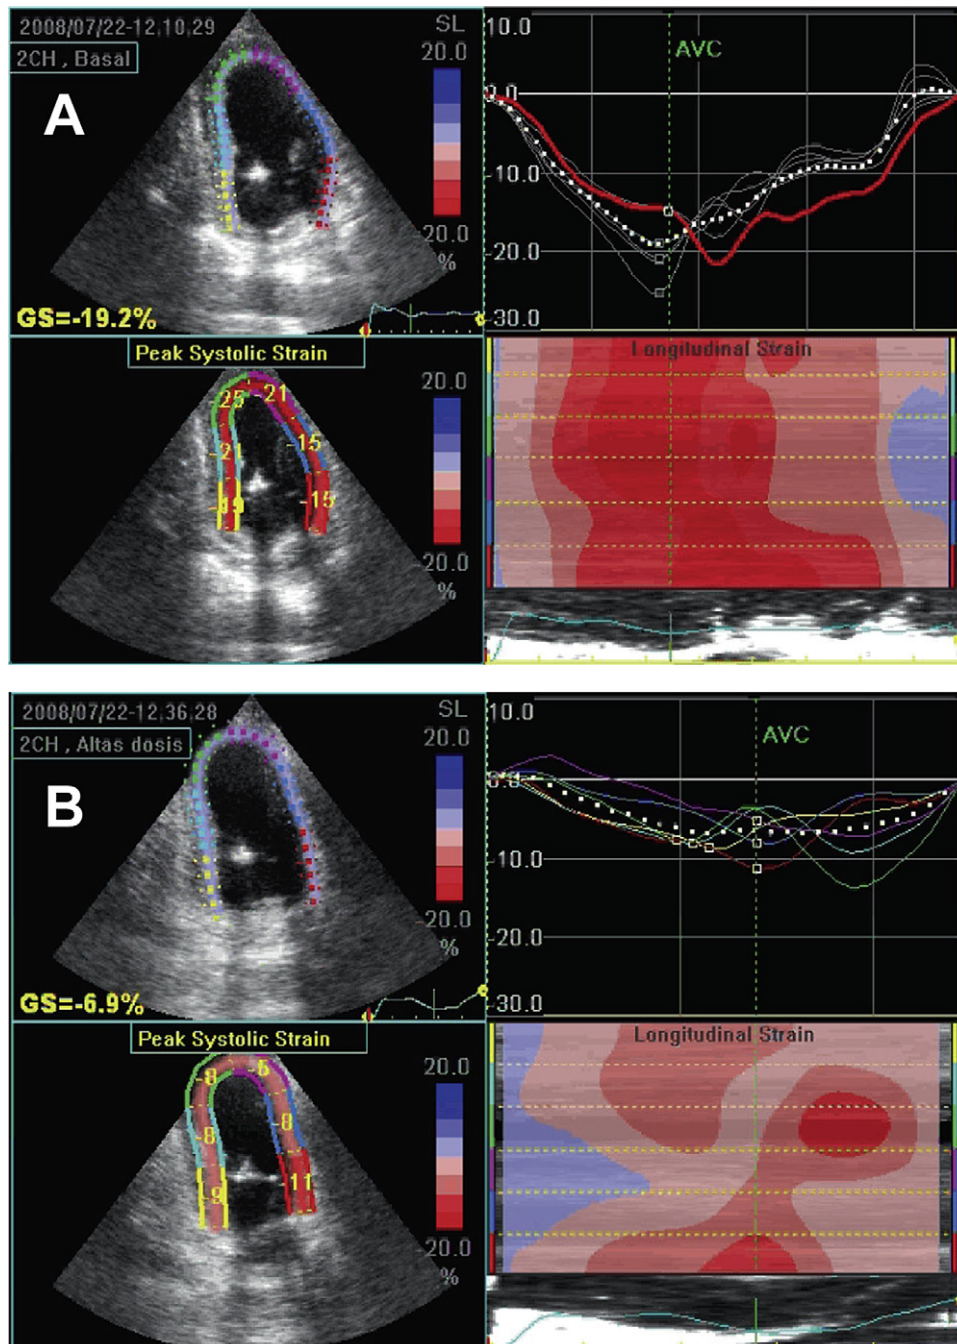 2008/07/22-12,10,29
SL
2CH , Basal
20.0
A
20.0
%
GS=-19.2%
10.0
AVC
0.0
-10.0
-20.0
-30.0
Peak Systolic Strain
20.0
-25
-21
-21
-15
-19
-15
-20.0
%
Longitudinal Strain
2008/07/22-12,36,28
SL
2CH , Altas dosis
20.0
B
-20.0
%
GS=-6.9%
10.0
AVC
0.0
-10.0
-20.0
-30.0
Peak Systolic Strain
20.0
-8
-8
-8
-9
-11
-20.0
%
Longitudinal Strain